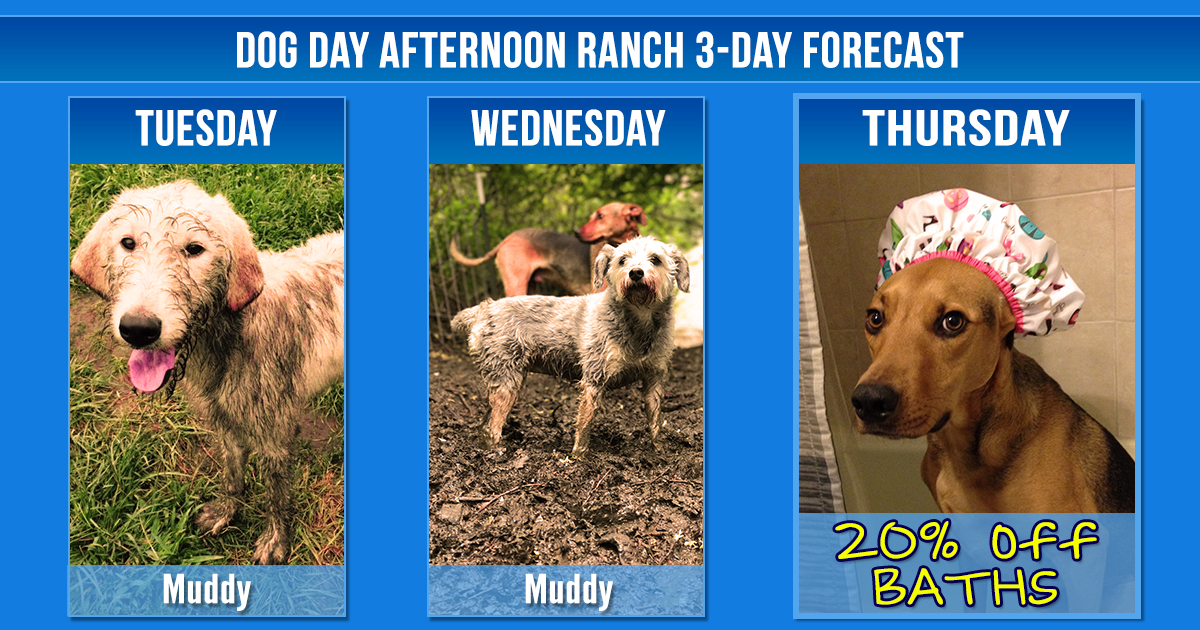 DOG DAY AFTERNOON RANCH 3-DAY FORECAST
TUESDAY
Muddy
WEDNESDAY
Muddy
THURSDAY
20% Off
BATHS